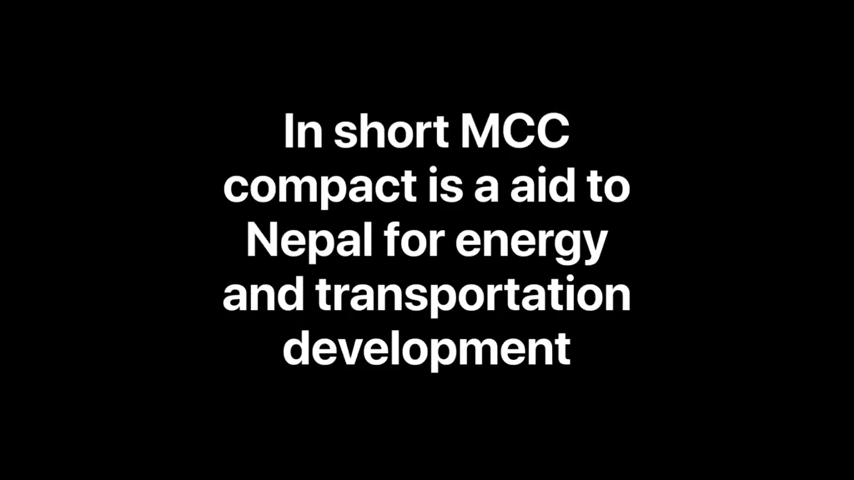 In short MCC
compact is a aid to
Nepal for energy
and transportation
development